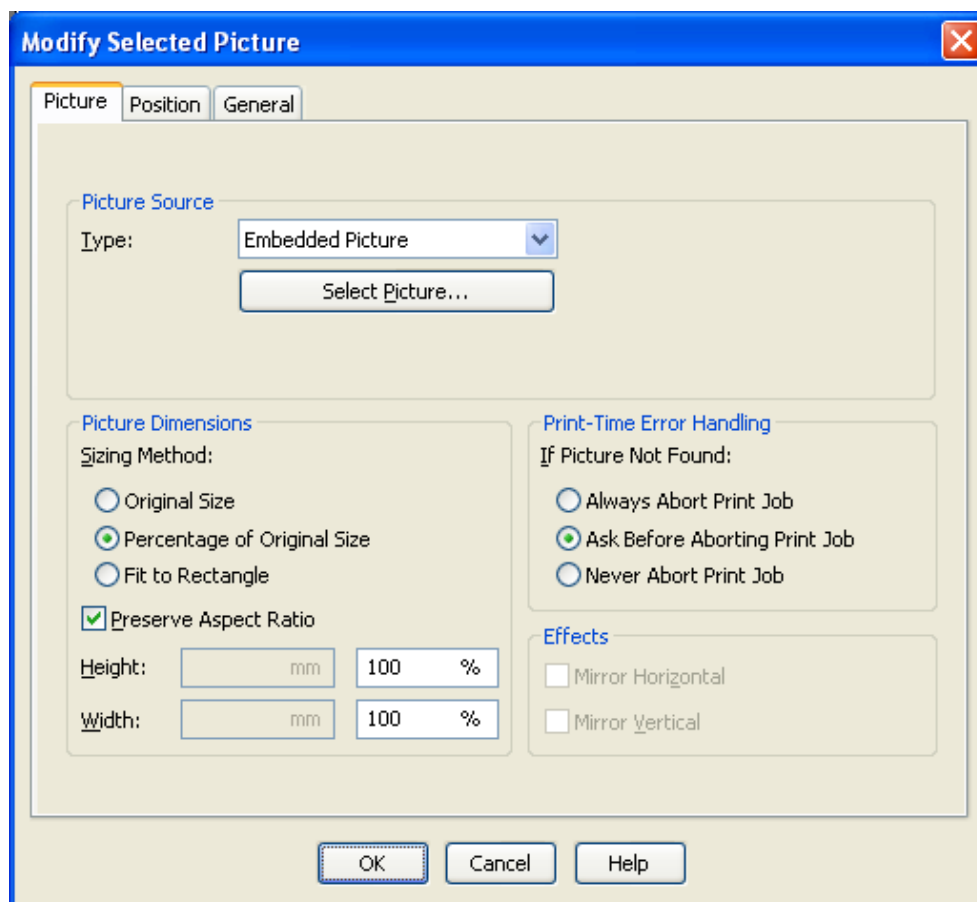 Modify Selected Picture
Picture Position General
Picture Source
Type: Embedded Picture
Select Picture...
Picture Dimensions
Sizing Method:
Original Size
Percentage of Original Size
Fit to Rectangle
Preserve Aspect Ratio
Height: mm 100 %
Width: mm 100 %
Print-Time Error Handling
If Picture Not Found:
Always Abort Print Job
Ask Before Aborting Print Job
Never Abort Print Job
Effects
Mirror Horizontal
Mirror Vertical
OK Cancel Help